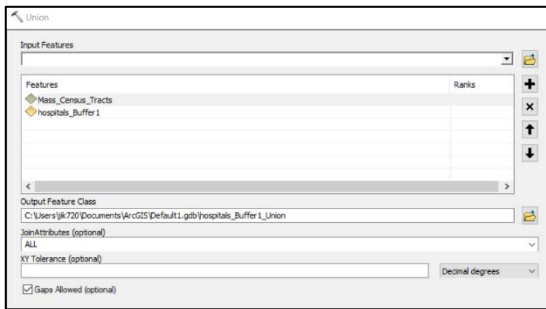 Union
Input Features
Features Ranks
Mass_Census_Tracts
hospitals_Buffer1
Output Feature Class
C:\Users\jik720\Documents\ArcGIS\Default1.gdb\hospitals_Buffer1_Union
JoinAttributes (optional)
ALL
XY Tolerance (optional)
Decimal degrees
Gaps Allowed (optional)